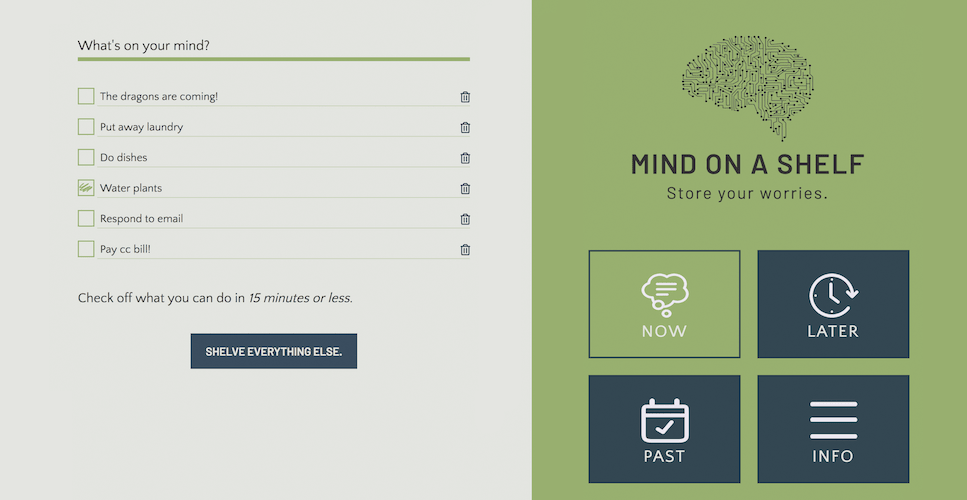 What's on your mind?
The dragons are coming!
Put away laundry
Do dishes
Water plants
Respond to email
Pay cc bill!
Check off what you can do in 15 minutes or less.
SHELVE EVERYTHING ELSE.
MIND ON A SHELF
Store your worries.
NOW
LATER
PAST
INFO